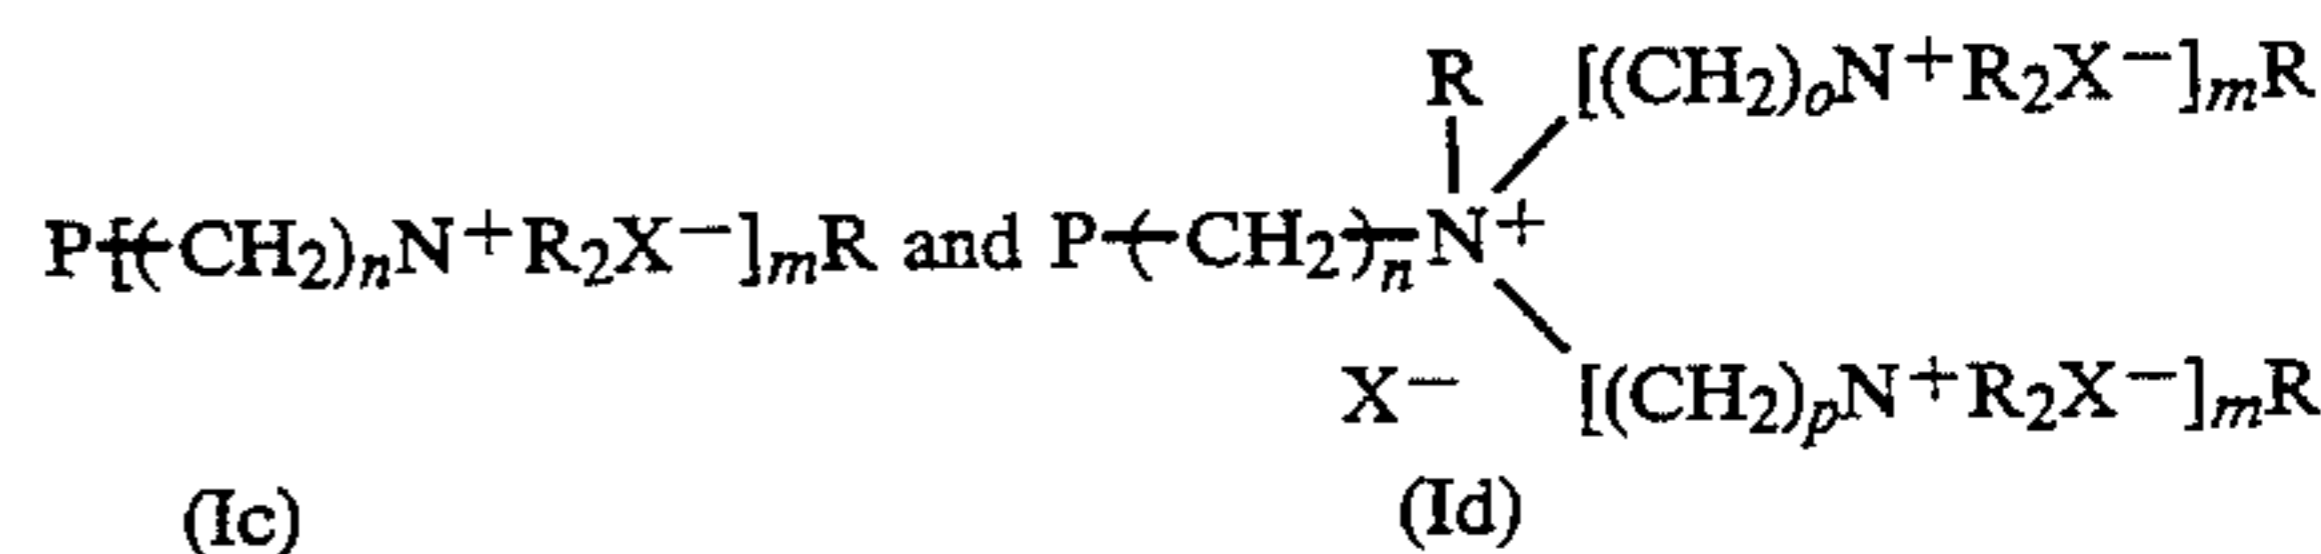 R [(CH₂)ₒN⁺R₂X⁻]ₘR
P[(CH₂)ₙN⁺R₂X⁻]ₘR and P(CH₂)ₙN⁺
X⁻ [(CH₂)ₚN⁺R₂X⁻]ₘR
(Ic) (Id)